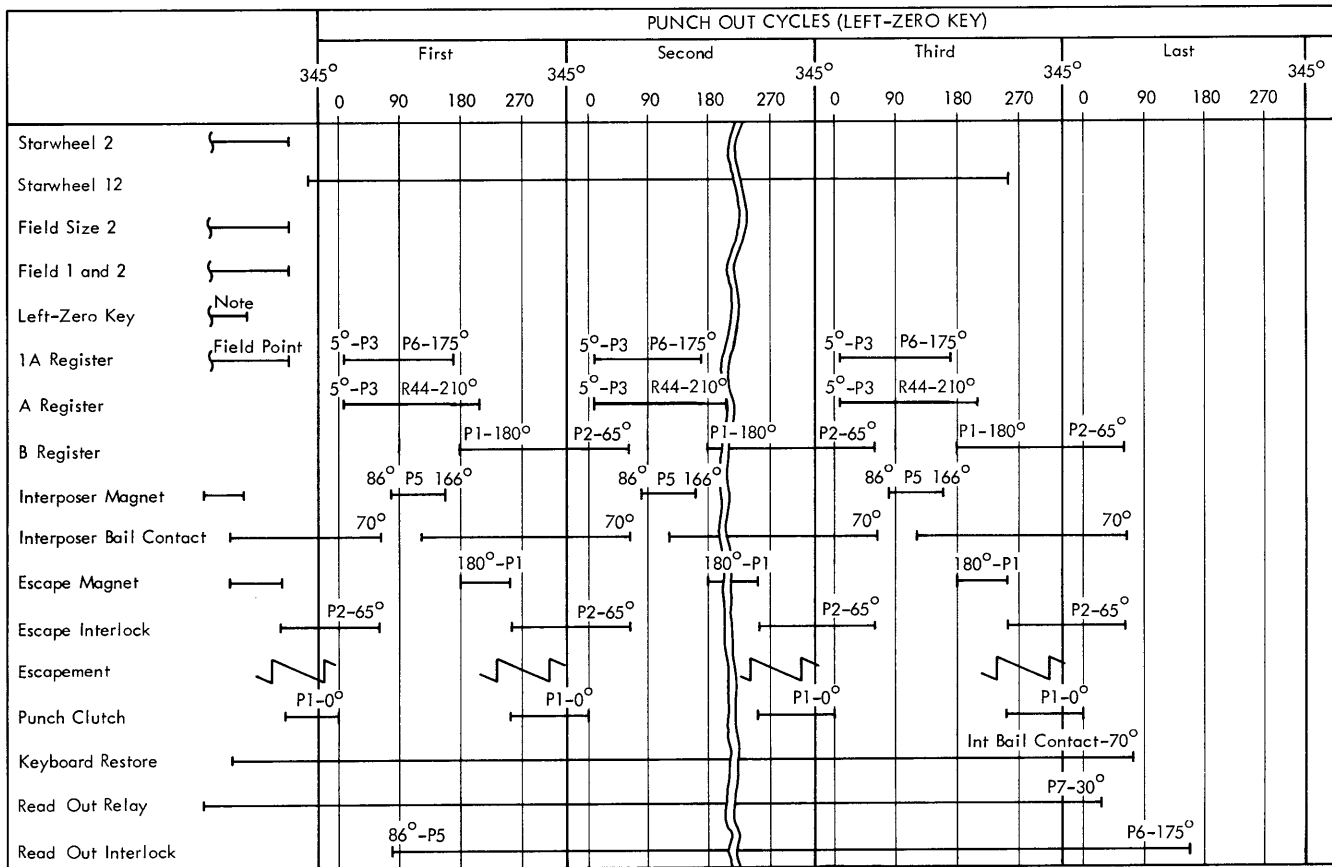 PUNCH OUT CYCLES (LEFT-ZERO KEY)
First Second Third Last
345° 345° 345° 345° 345°
0 90 180 270 0 90 180 270 0 90 180 270 0 90 180 270
Starwheel 2
Starwheel 12
Field Size 2
Field 1 and 2
Left-Zero Key Note
1A Register Field Point 5°-P3 P6-175° 5°-P3 P6-175° 5°-P3 P6-175°
A Register 5°-P3 R44-210° 5°-P3 R44-210° 5°-P3 R44-210°
B Register P1-180° P2-65° P1-180° P2-65° P1-180° P2-65°
Interposer Magnet 86° P5 166° 86° P5 166° 86° P5 166°
Interposer Bail Contact 70° 70° 70° 70°
Escape Magnet 180°-P1 180°-P1 180°-P1
Escape Interlock P2-65° P2-65° P2-65° P2-65°
Escapement
Punch Clutch P1-0° P1-0° P1-0° P1-0°
Keyboard Restore Int Bail Contact-70°
Read Out Relay P7-30°
Read Out Interlock 86°-P5 P6-175°